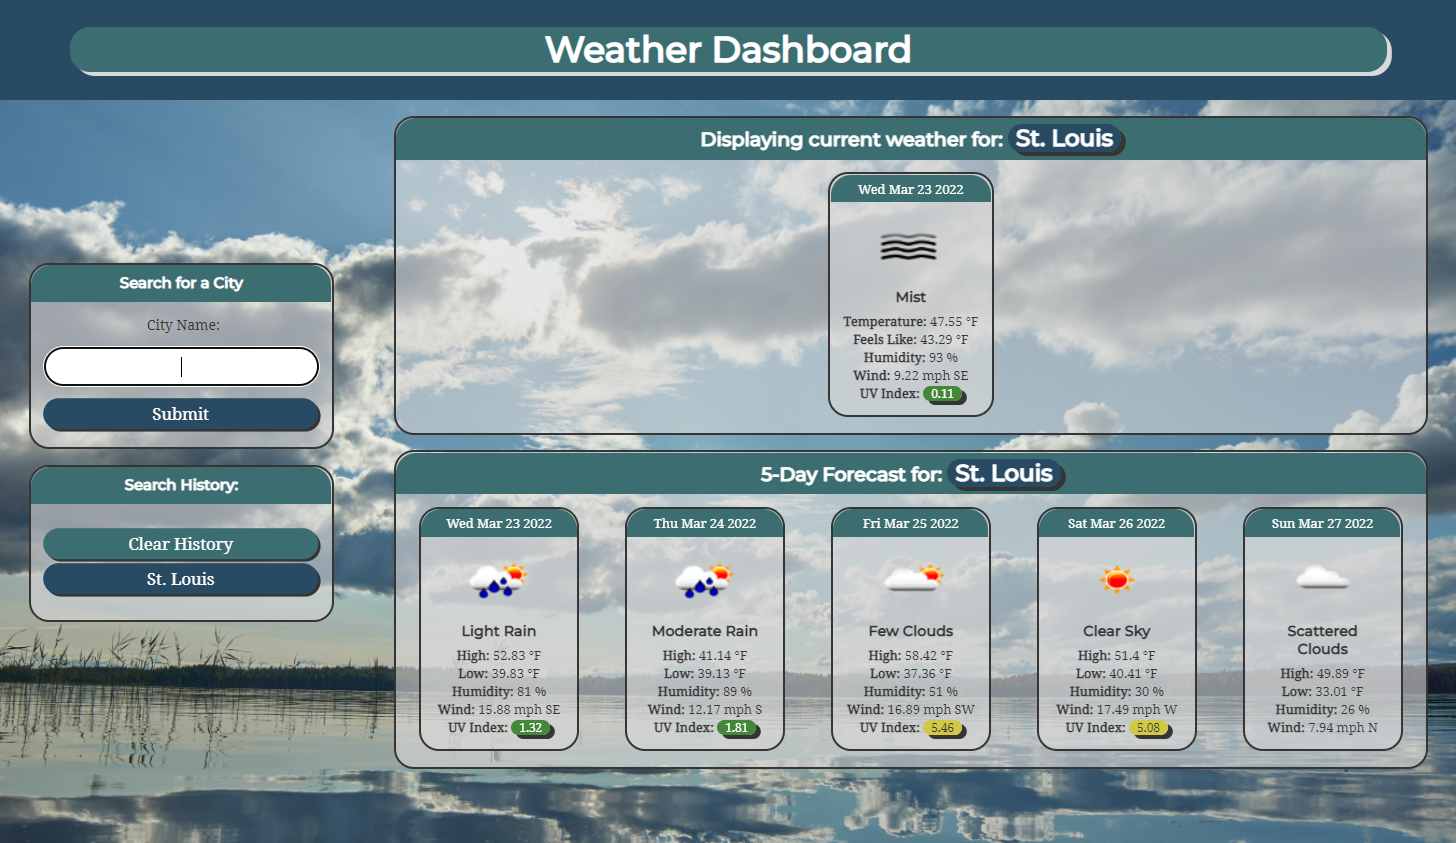 Weather Dashboard
Search for a City
City Name:
Submit
Search History:
Clear History
St. Louis
Displaying current weather for: St. Louis
Wed Mar 23 2022
Mist
Temperature: 47.55 °F
Feels Like: 43.29 °F
Humidity: 93 %
Wind: 9.22 mph SE
UV Index: 0.11
5-Day Forecast for: St. Louis
Wed Mar 23 2022
Light Rain
High: 52.83 °F
Low: 39.83 °F
Humidity: 81 %
Wind: 15.88 mph SE
UV Index: 1.32
Thu Mar 24 2022
Moderate Rain
High: 41.14 °F
Low: 39.13 °F
Humidity: 89 %
Wind: 12.17 mph S
UV Index: 1.81
Fri Mar 25 2022
Few Clouds
High: 58.42 °F
Low: 37.36 °F
Humidity: 51 %
Wind: 16.89 mph SW
UV Index: 5.46
Sat Mar 26 2022
Clear Sky
High: 51.4 °F
Low: 40.41 °F
Humidity: 30 %
Wind: 17.49 mph W
UV Index: 5.08
Sun Mar 27 2022
Scattered
Clouds
High: 49.89 °F
Low: 33.01 °F
Humidity: 26 %
Wind: 7.94 mph N